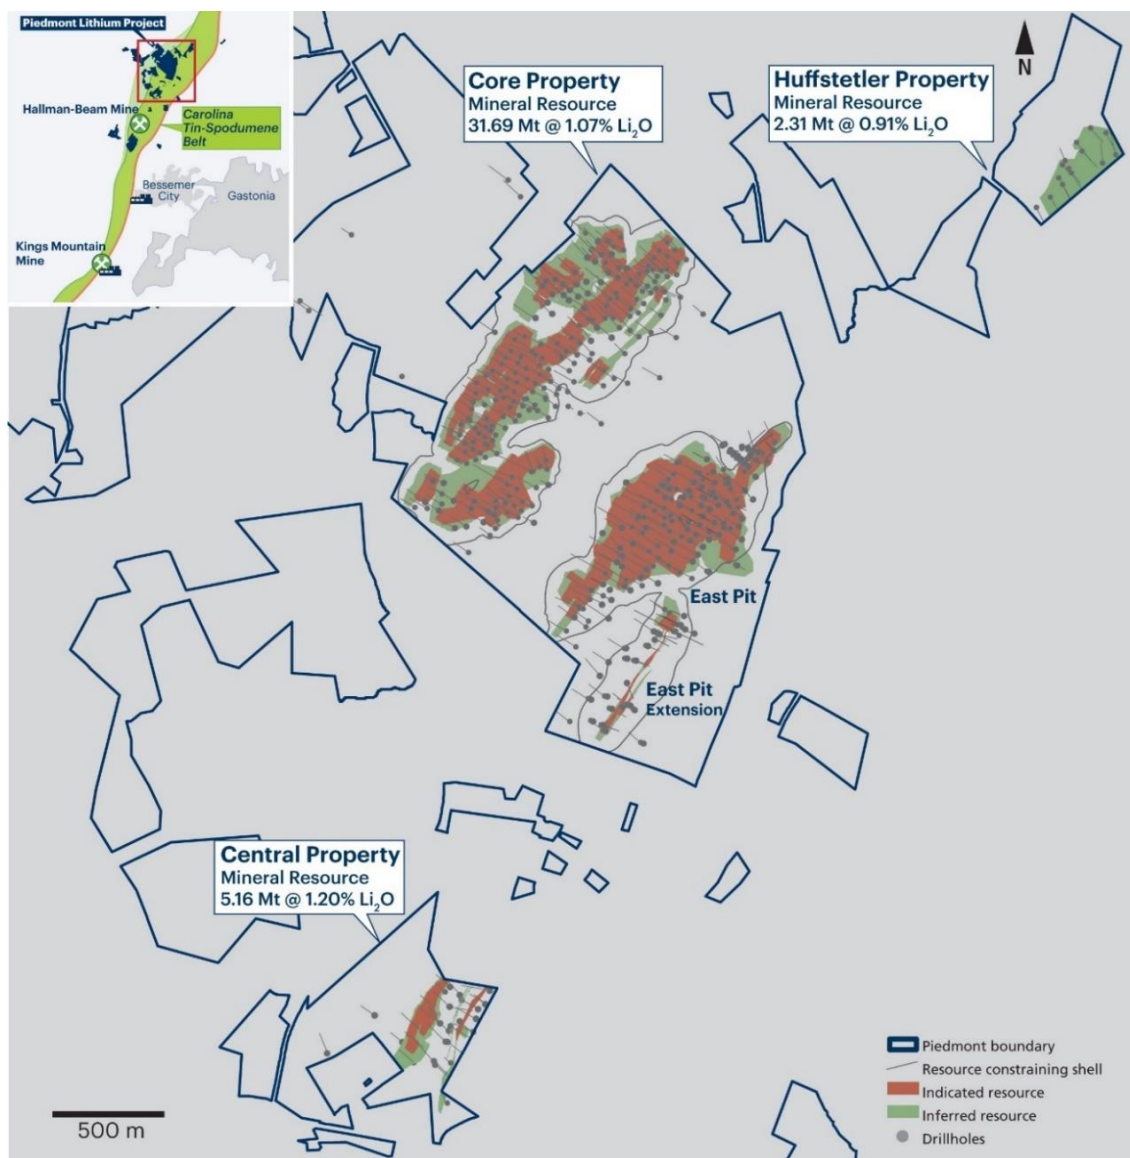 Piedmont Lithium Project
Hallman-Beam Mine
Carolina
Tin-Spodumene
Belt
Bessemer
City
Gastonia
Kings Mountain
Mine
Core Property
Mineral Resource
31.69 Mt @ 1.07% Li₂O
Huffstetler Property
Mineral Resource
2.31 Mt @ 0.91% Li₂O
N
East Pit
East Pit
Extension
Central Property
Mineral Resource
5.16 Mt @ 1.20% Li₂O
500 m
Piedmont boundary
Resource constraining shell
Indicated resource
Inferred resource
Drillholes